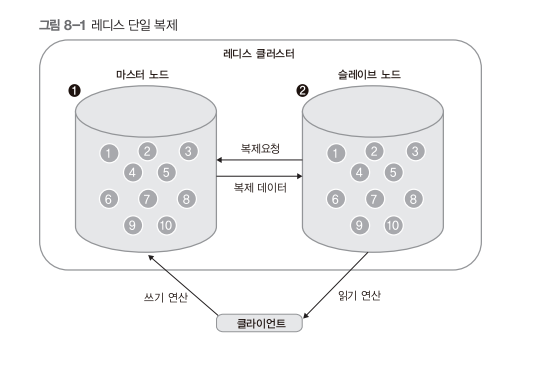 그림 8-1 레디스 단일 복제
레디스 클러스터
마스터 노드
슬레이브 노드
❶
❷
1 2 3
4 5
6 7 8
9 10
복제요청
복제 데이터
1 2 3
4 5
6 7 8
9 10
쓰기 연산
읽기 연산
클라이언트